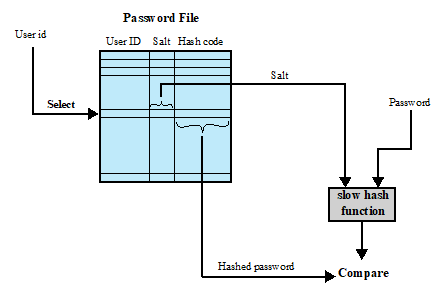 Password File
User id
User ID Salt Hash code
Salt
Select
Password
slow hash
function
Hashed password
Compare